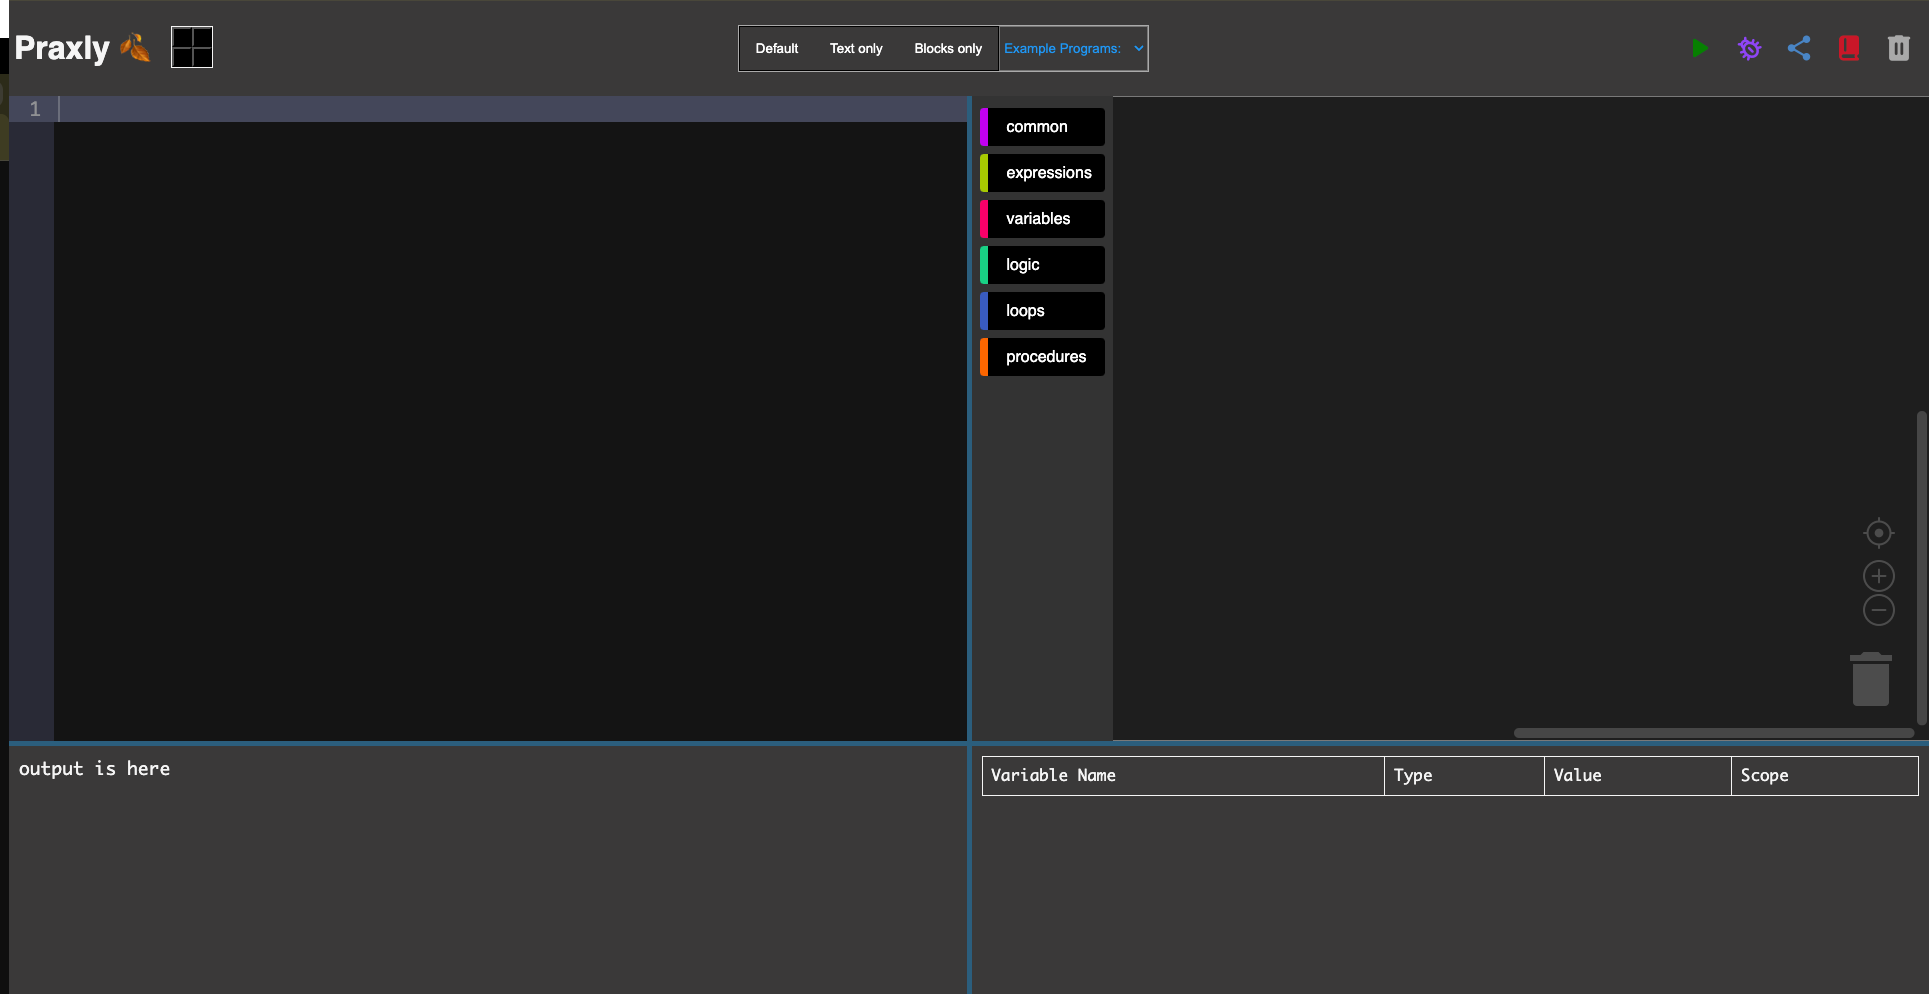 Praxly
Default Text only Blocks only Example Programs:
1
common
expressions
variables
logic
loops
procedures
output is here
Variable Name Type Value Scope